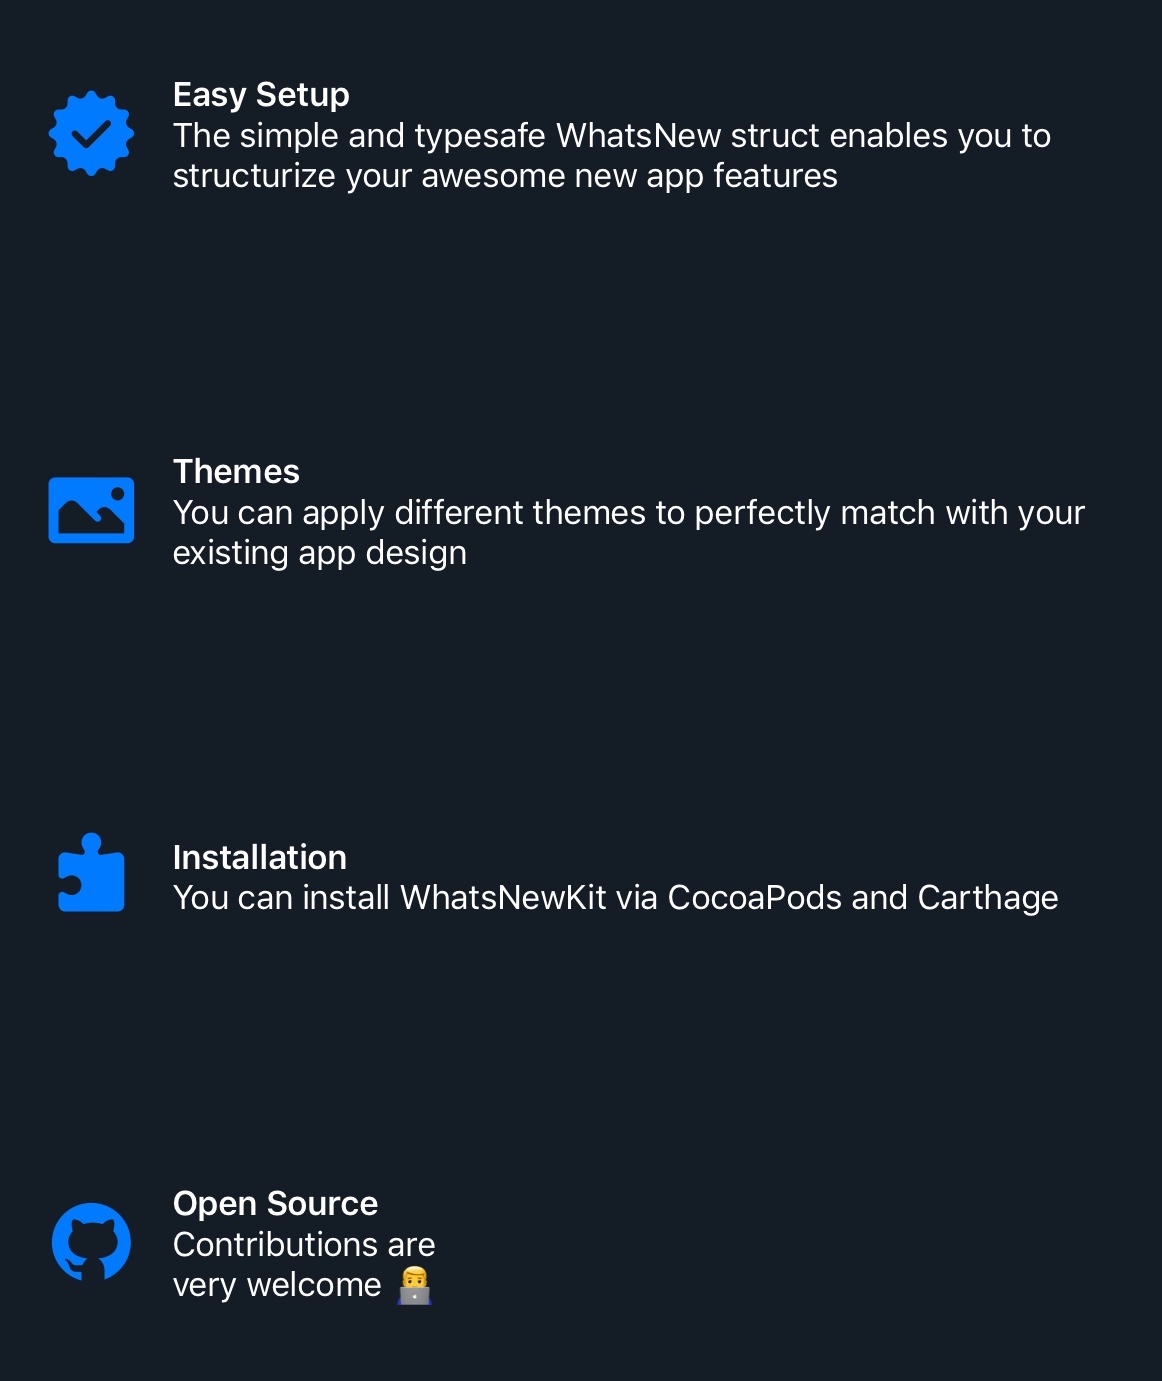 Easy Setup
The simple and typesafe WhatsNew struct enables you to
structurize your awesome new app features
Themes
You can apply different themes to perfectly match with your
existing app design
Installation
You can install WhatsNewKit via CocoaPods and Carthage
Open Source
Contributions are
very welcome 👨‍💻